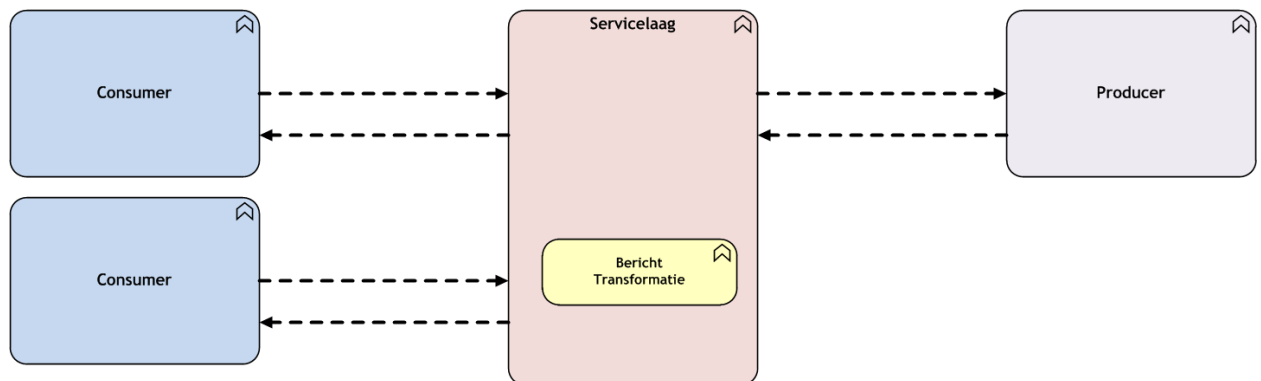 Servicelaag
Consumer
Producer
Consumer
Bericht
Transformatie